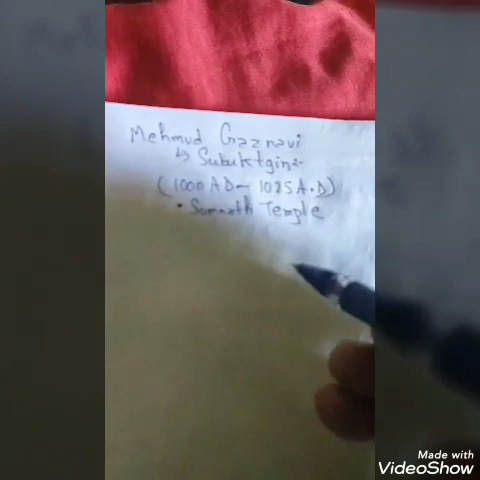 Mehmud Gaznavi
↳ Subuktgin:-
(1000 AD - 1025 A.D)
• Somnath Temple
Made with
VideoShow